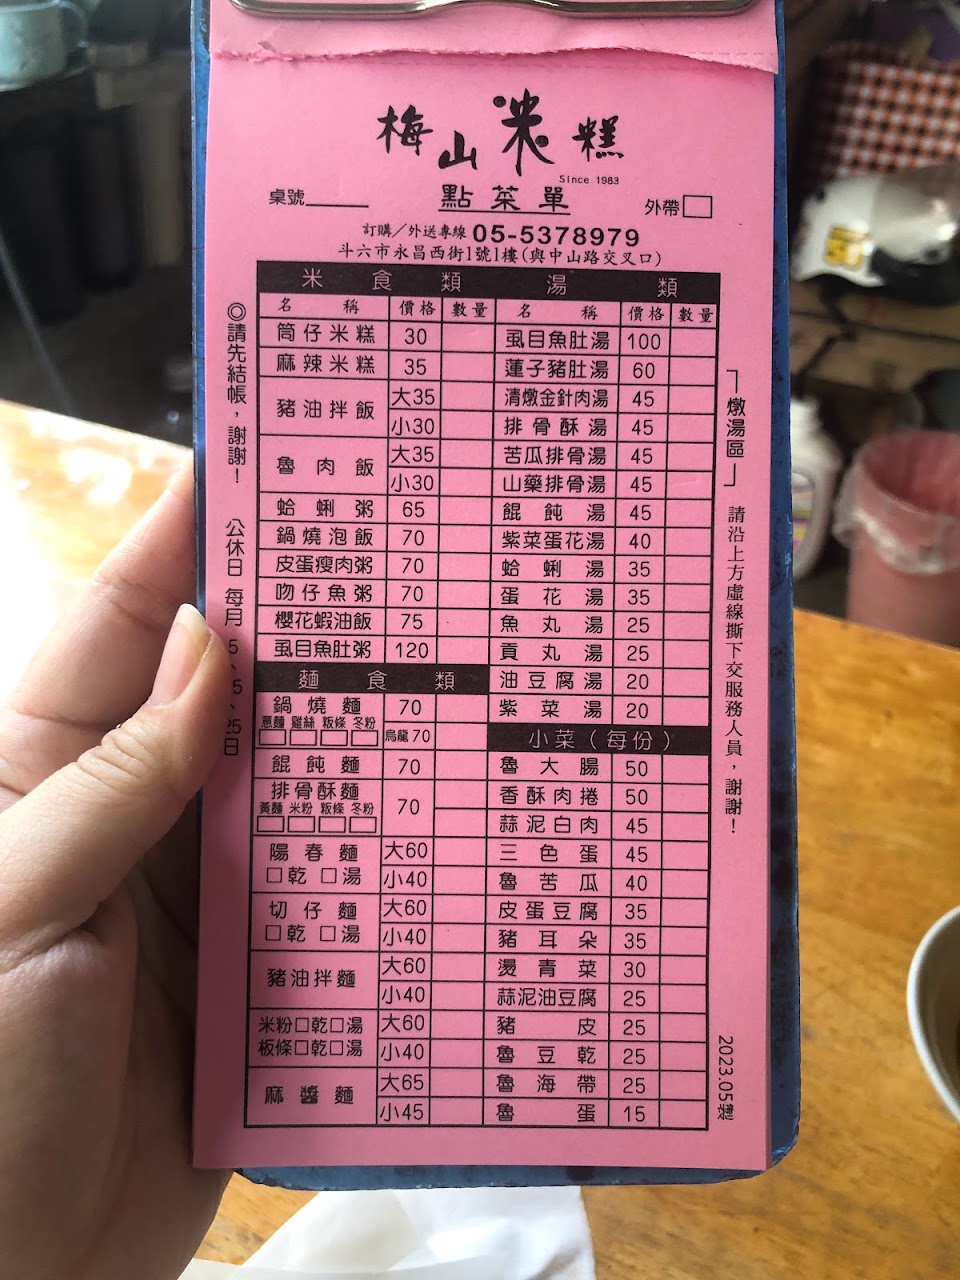 梅山米糕
Since 1983
點菜單
桌號
外帶□
訂購／外送專線 05-5378979
斗六市永昌西街1號1樓(與中山路交叉口)
◎請先結帳，謝謝！
公休日 每月 5、15、25日
米食類
名稱 價格 數量
筒仔米糕 30
麻辣米糕 35
豬油拌飯 大35
小30
魯肉飯 大35
小30
蛤蜊粥 65
鍋燒泡飯 70
皮蛋瘦肉粥 70
吻仔魚粥 70
櫻花蝦油飯 75
虱目魚肚粥 120
麵食類
鍋燒麵 70
意麵 雞絲 粄條 冬粉 烏龍 70
餛飩麵 70
排骨酥麵 70
黃麵 米粉 粄條 冬粉
陽春麵 大60
□乾 □湯 小40
切仔麵 大60
□乾 □湯 小40
豬油拌麵 大60
小40
米粉□乾□湯 大60
板條□乾□湯 小40
麻醬麵 大65
小45
湯類
名稱 價格 數量
虱目魚肚湯 100
蓮子豬肚湯 60
清燉金針肉湯 45
排骨酥湯 45
苦瓜排骨湯 45
山藥排骨湯 45
餛飩湯 45
紫菜蛋花湯 40
蛤蜊湯 35
蛋花湯 35
魚丸湯 25
貢丸湯 25
油豆腐湯 20
紫菜湯 20
小菜（每份）
魯大腸 50
香酥肉捲 50
蒜泥白肉 45
三色蛋 45
魯苦瓜 40
皮蛋豆腐 35
豬耳朵 35
燙青菜 30
蒜泥油豆腐 25
豬皮 25
魯豆乾 25
魯海帶 25
魯蛋 15
「燉湯區」
請沿上方虛線撕下交服務人員，謝謝！
2023.05製